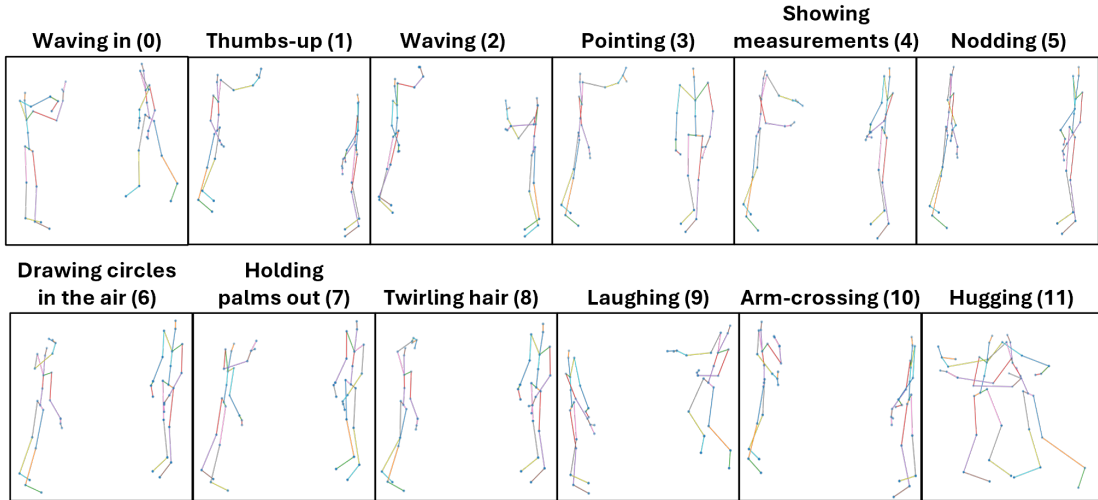 Waving in (0)
Thumbs-up (1)
Waving (2)
Pointing (3)
Showing
measurements (4)
Nodding (5)
Drawing circles
in the air (6)
Holding
palms out (7)
Twirling hair (8)
Laughing (9)
Arm-crossing (10)
Hugging (11)